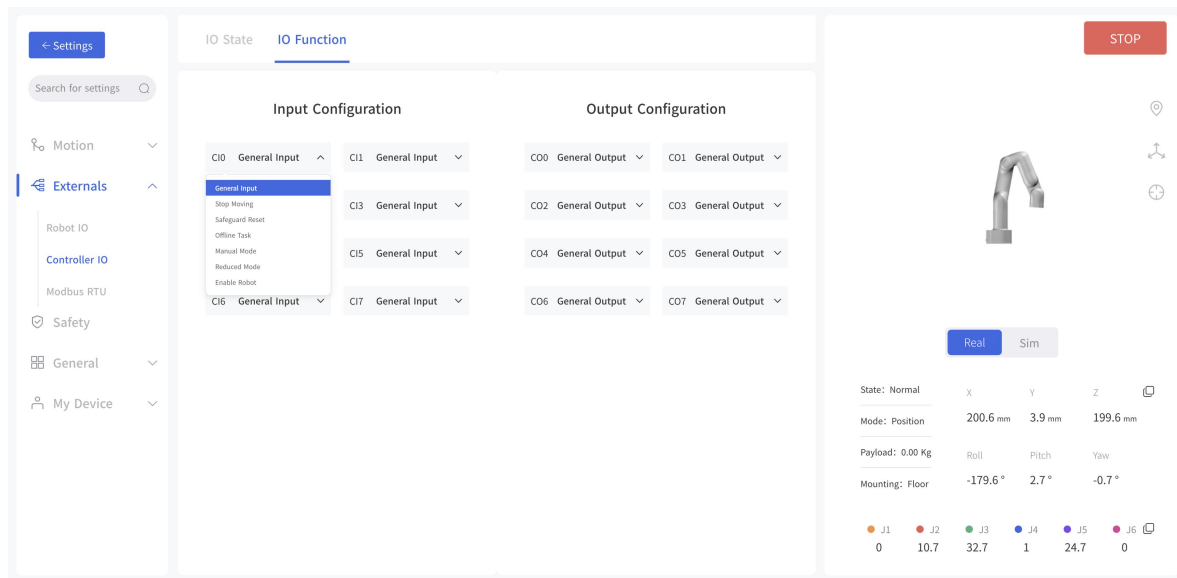 ← Settings
Search for settings
Motion
Externals
Robot IO
Controller IO
Modbus RTU
Safety
General
My Device
IO State IO Function
Input Configuration
CI0 General Input
CI1 General Input
General Input
Stop Moving
Safeguard Reset
Offline Task
Manual Mode
Reduced Mode
Enable Robot
CI3 General Input
CI5 General Input
CI6 General Input
CI7 General Input
Output Configuration
CO0 General Output
CO1 General Output
CO2 General Output
CO3 General Output
CO4 General Output
CO5 General Output
CO6 General Output
CO7 General Output
STOP
Real Sim
State: Normal
Mode: Position
Payload: 0.00 Kg
Mounting: Floor
X Y Z
200.6 mm 3.9 mm 199.6 mm
Roll Pitch Yaw
-179.6 ° 2.7 ° -0.7 °
J1 J2 J3 J4 J5 J6
0 10.7 32.7 1 24.7 0